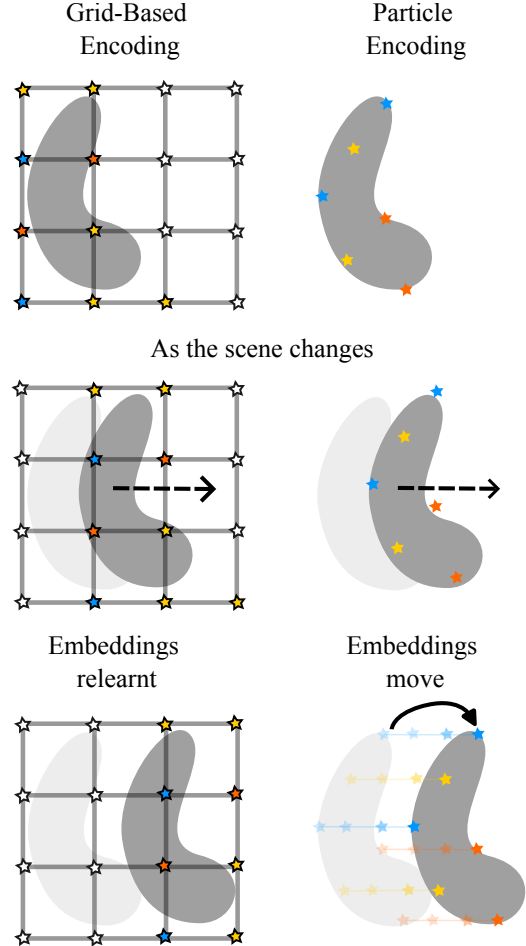 Grid-Based
Encoding
Particle
Encoding
As the scene changes
Embeddings
relearnt
Embeddings
move